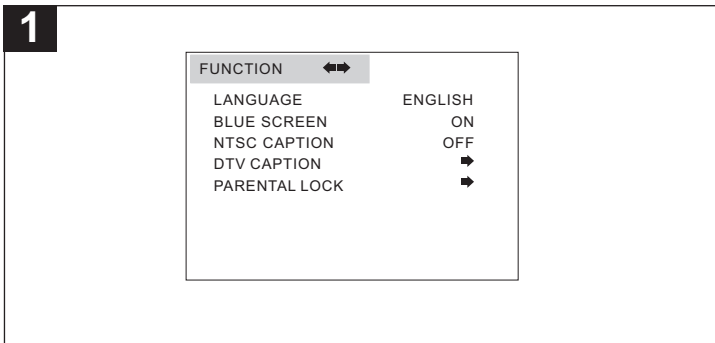 1
FUNCTION
LANGUAGE ENGLISH
BLUE SCREEN ON
NTSC CAPTION OFF
DTV CAPTION
PARENTAL LOCK